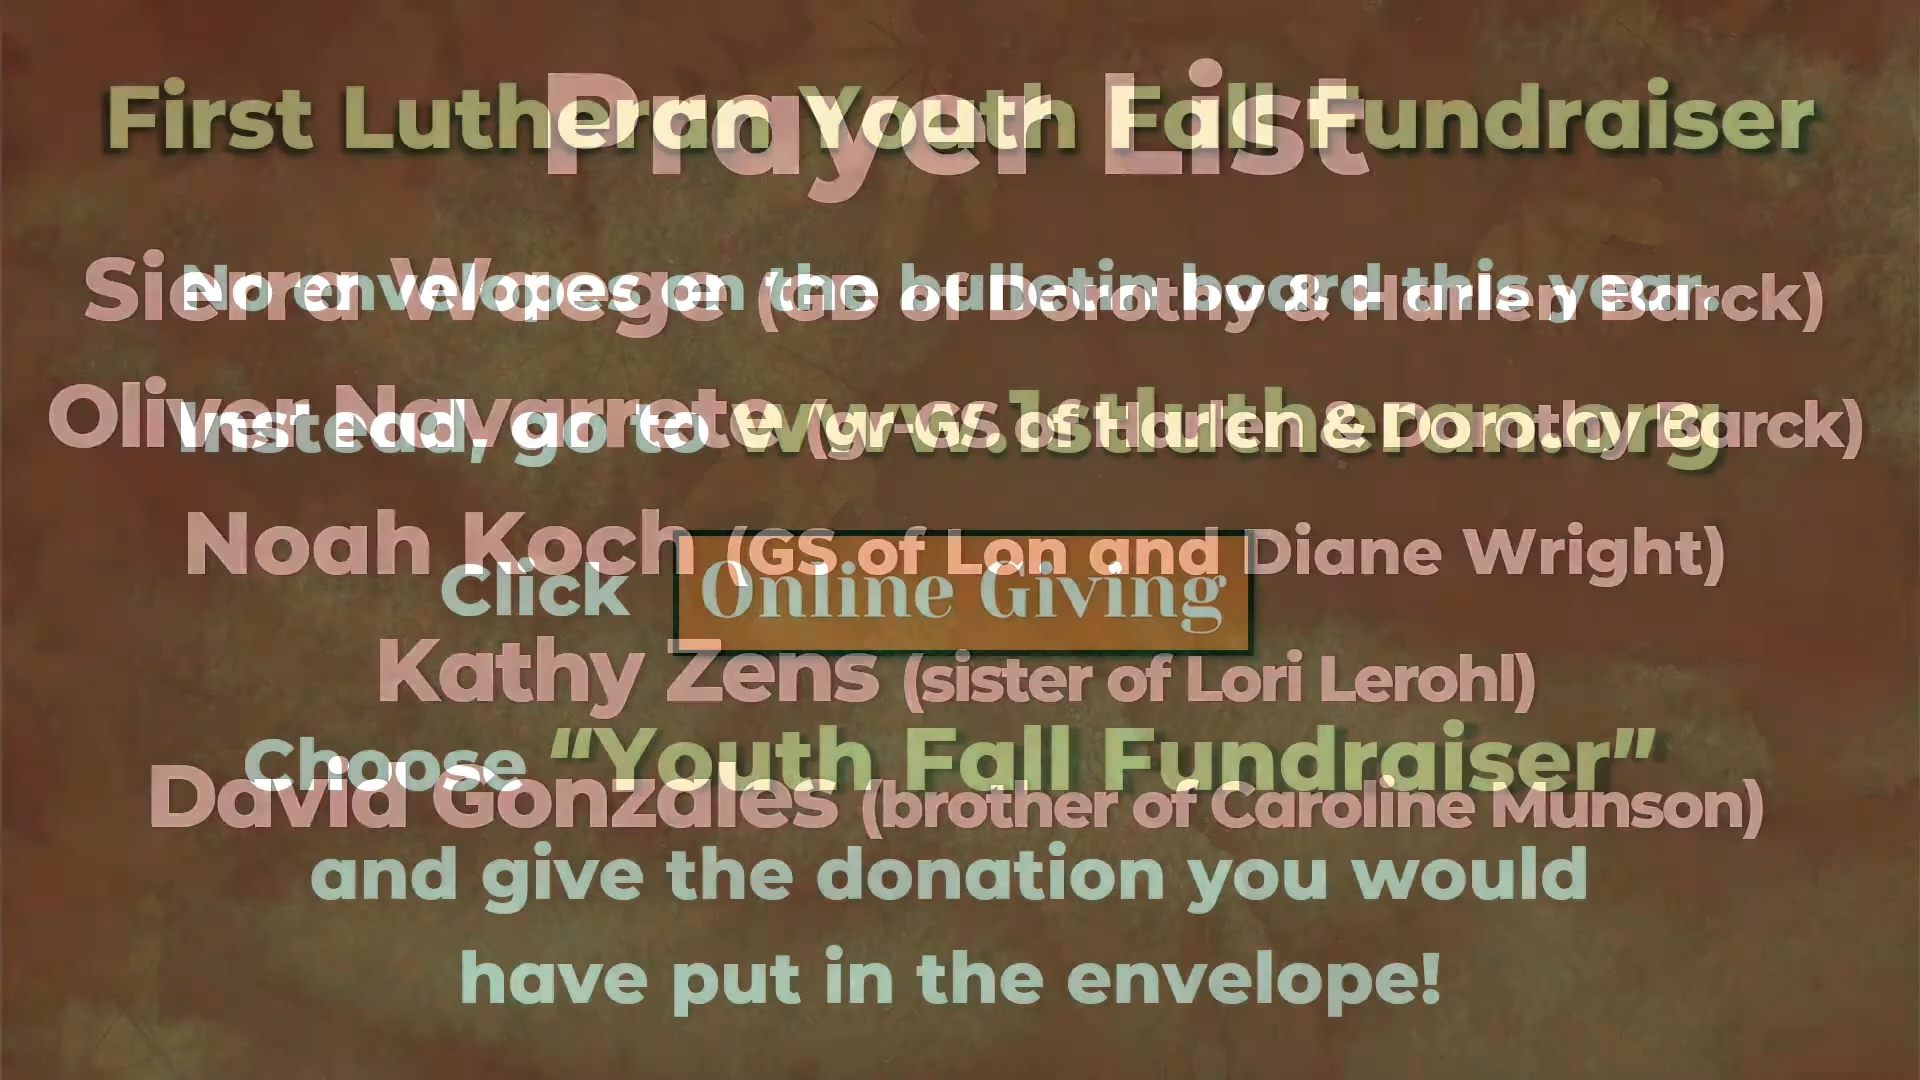 First Lutheran Youth Fall Fundraiser
Prayer List
No envelopes on the bulletin board this year.
Sierra Waege (GD of Dorothy & Harlen Barck)
Instead, go to www.1stlutheran.org
Oliver Navarrete (gr-GS of Harlen & Dorothy Barck)
Noah Koch (GS of Lon and Diane Wright)
Click Online Giving
Kathy Zens (sister of Lori Lerohl)
Choose “Youth Fall Fundraiser”
David Gonzales (brother of Caroline Munson)
and give the donation you would
have put in the envelope!